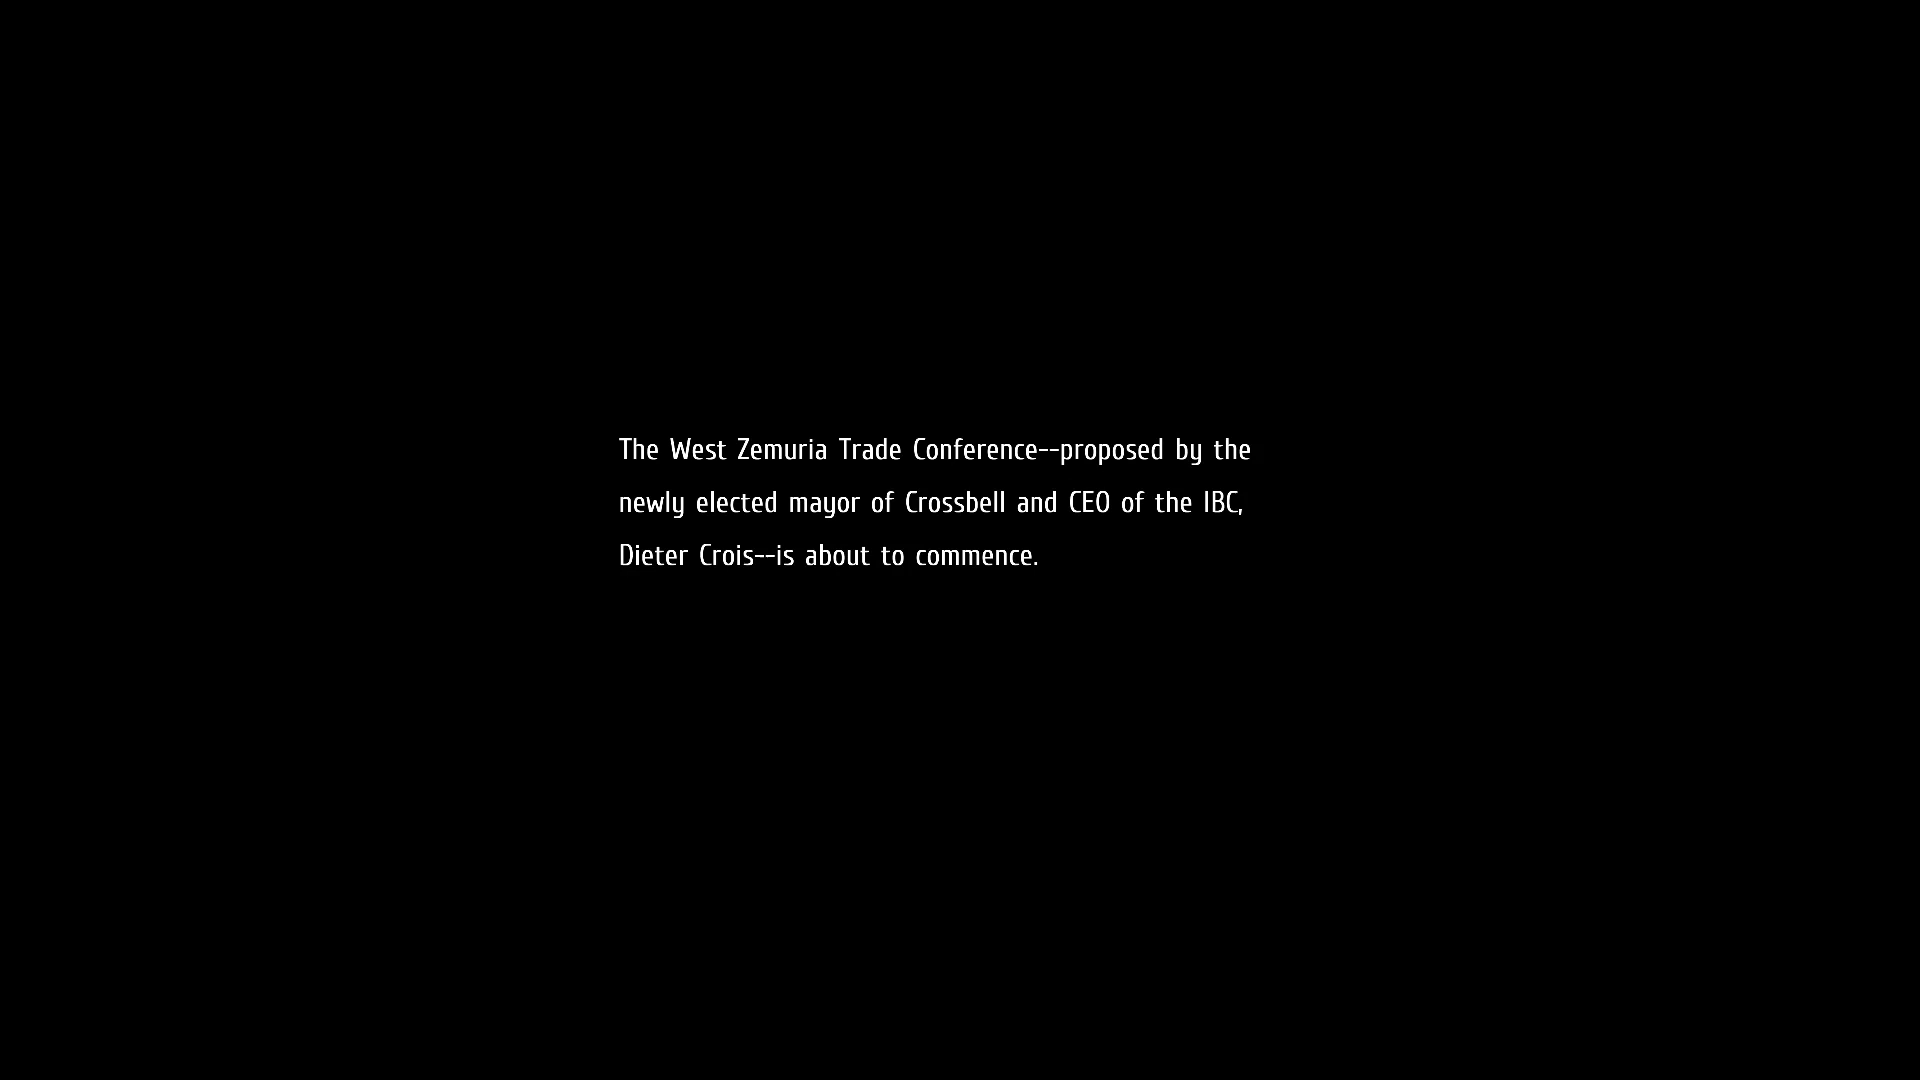 The West Zemuria Trade Conference--proposed by the
newly elected mayor of Crossbell and CEO of the IBC,
Dieter Crois--is about to commence.